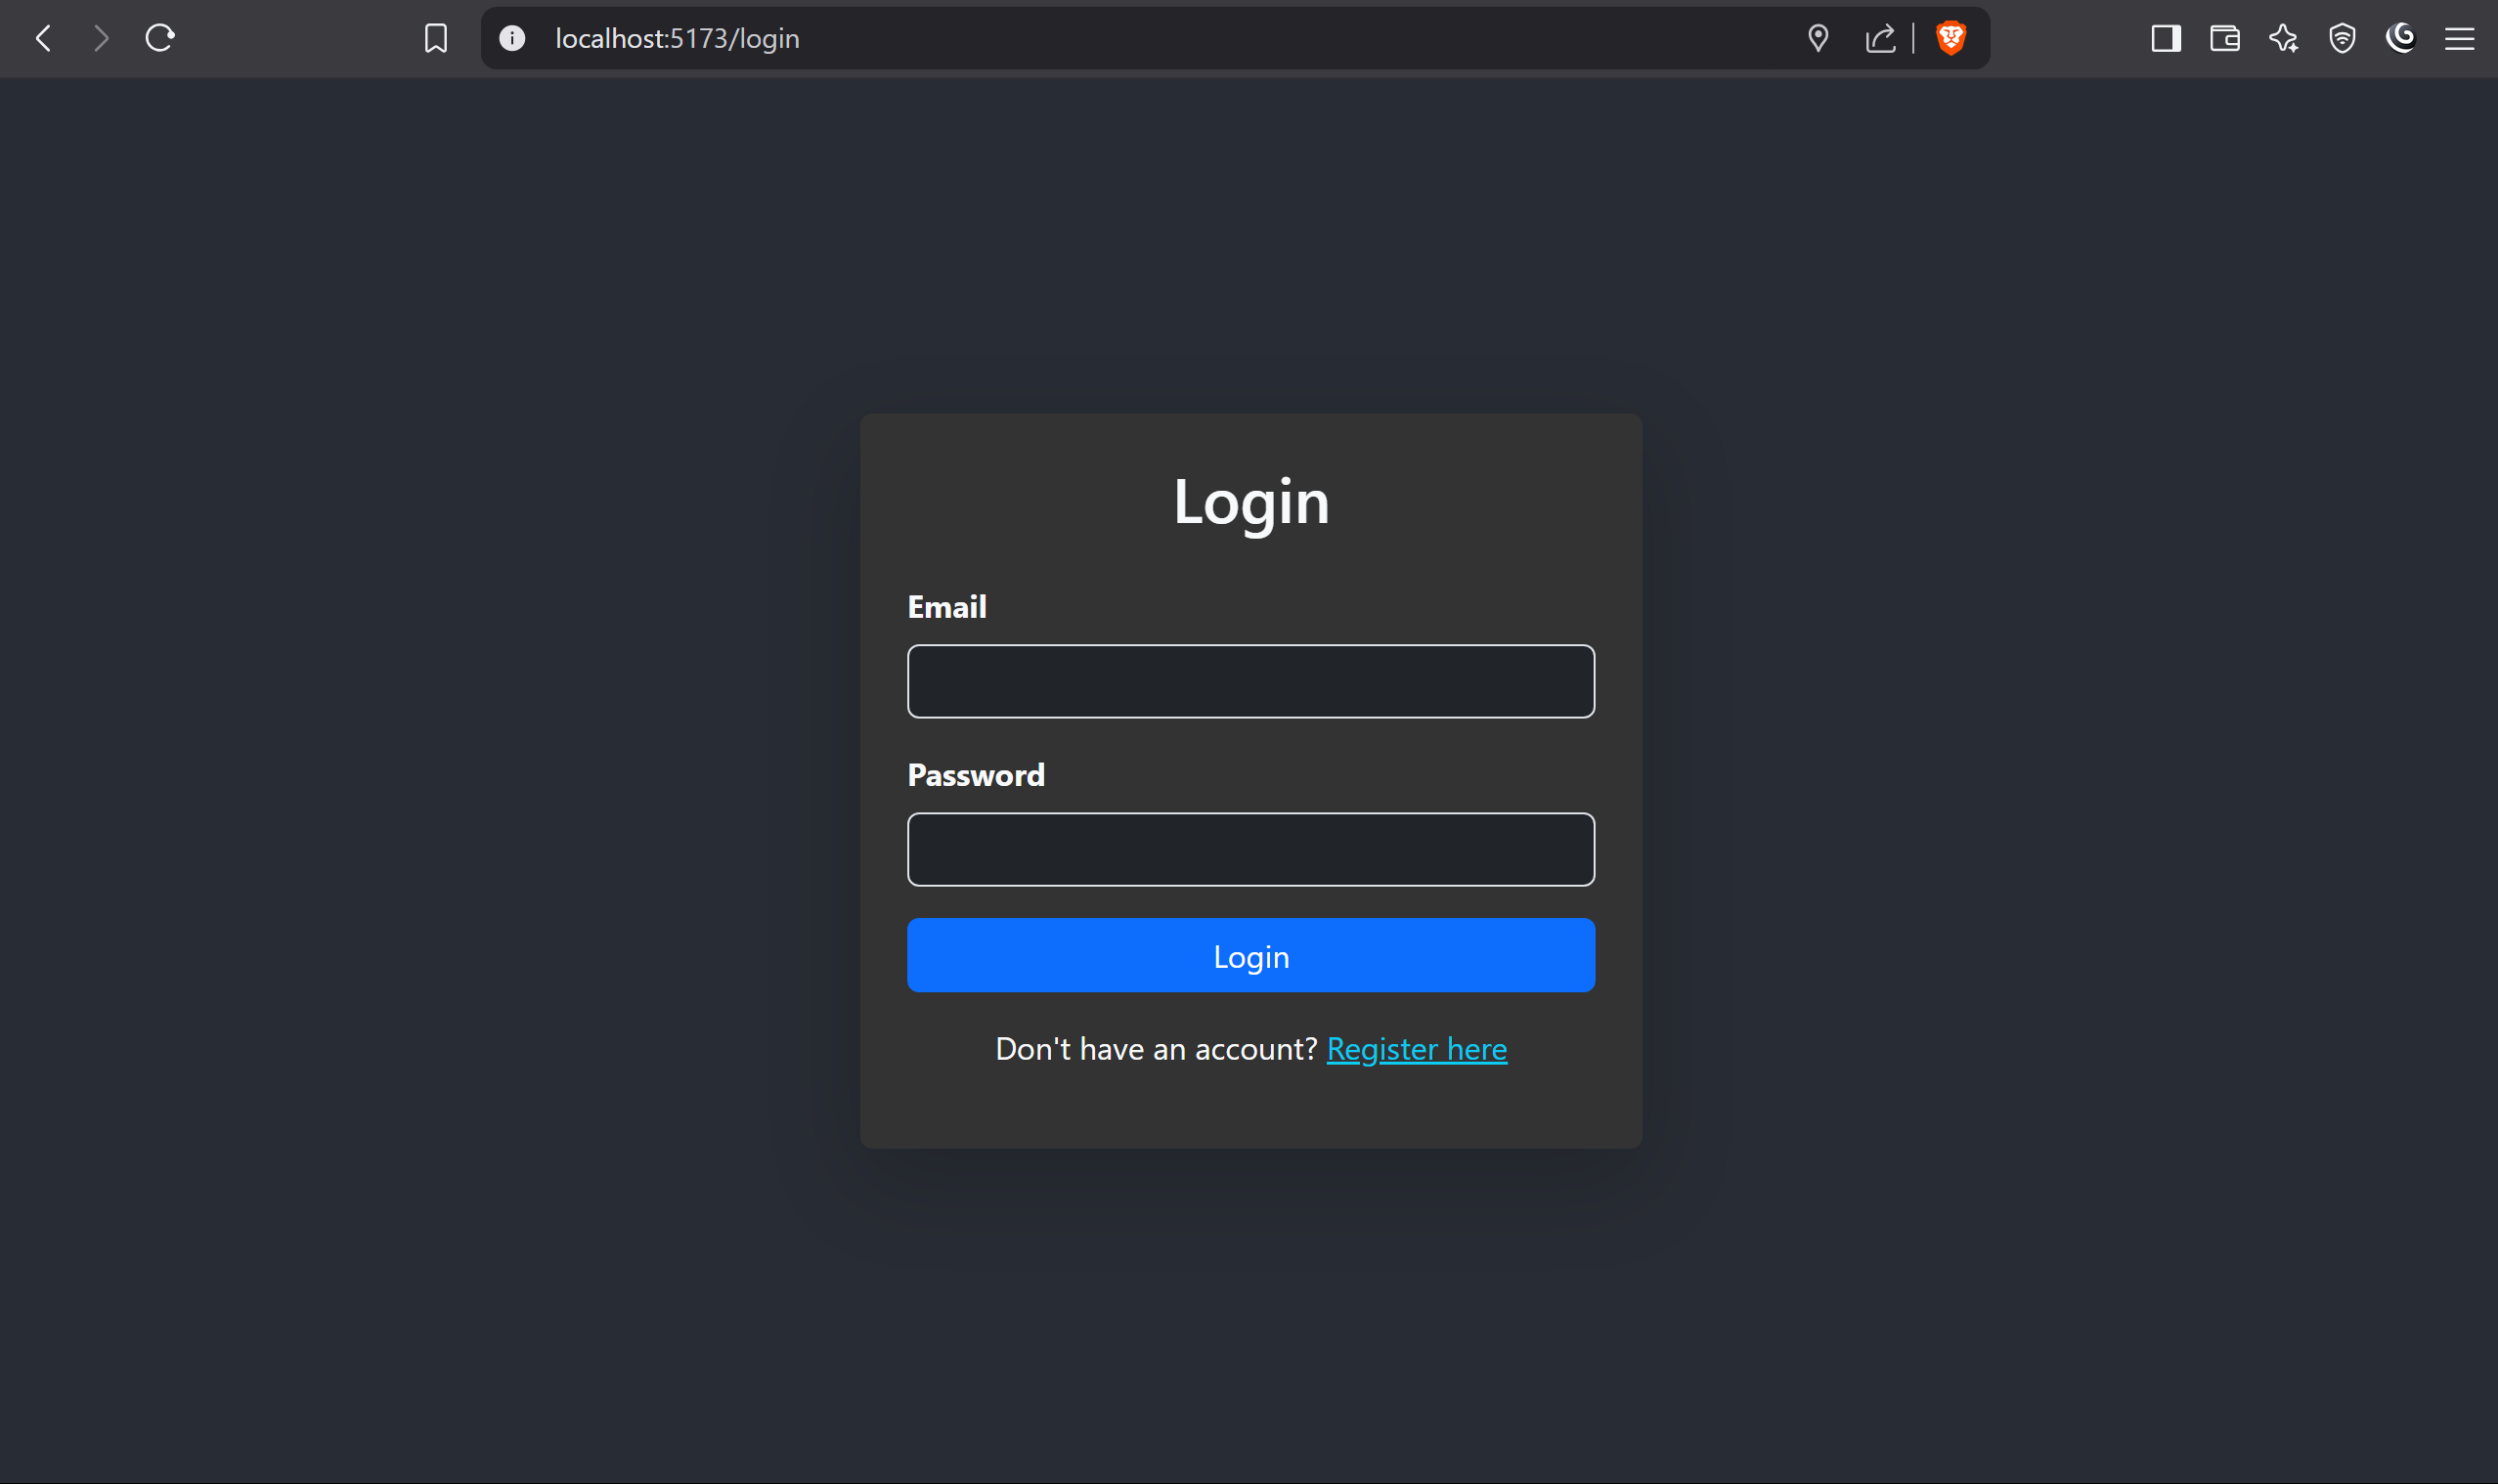 localhost:5173/login
Login
Email
Password
Login
Don't have an account? Register here